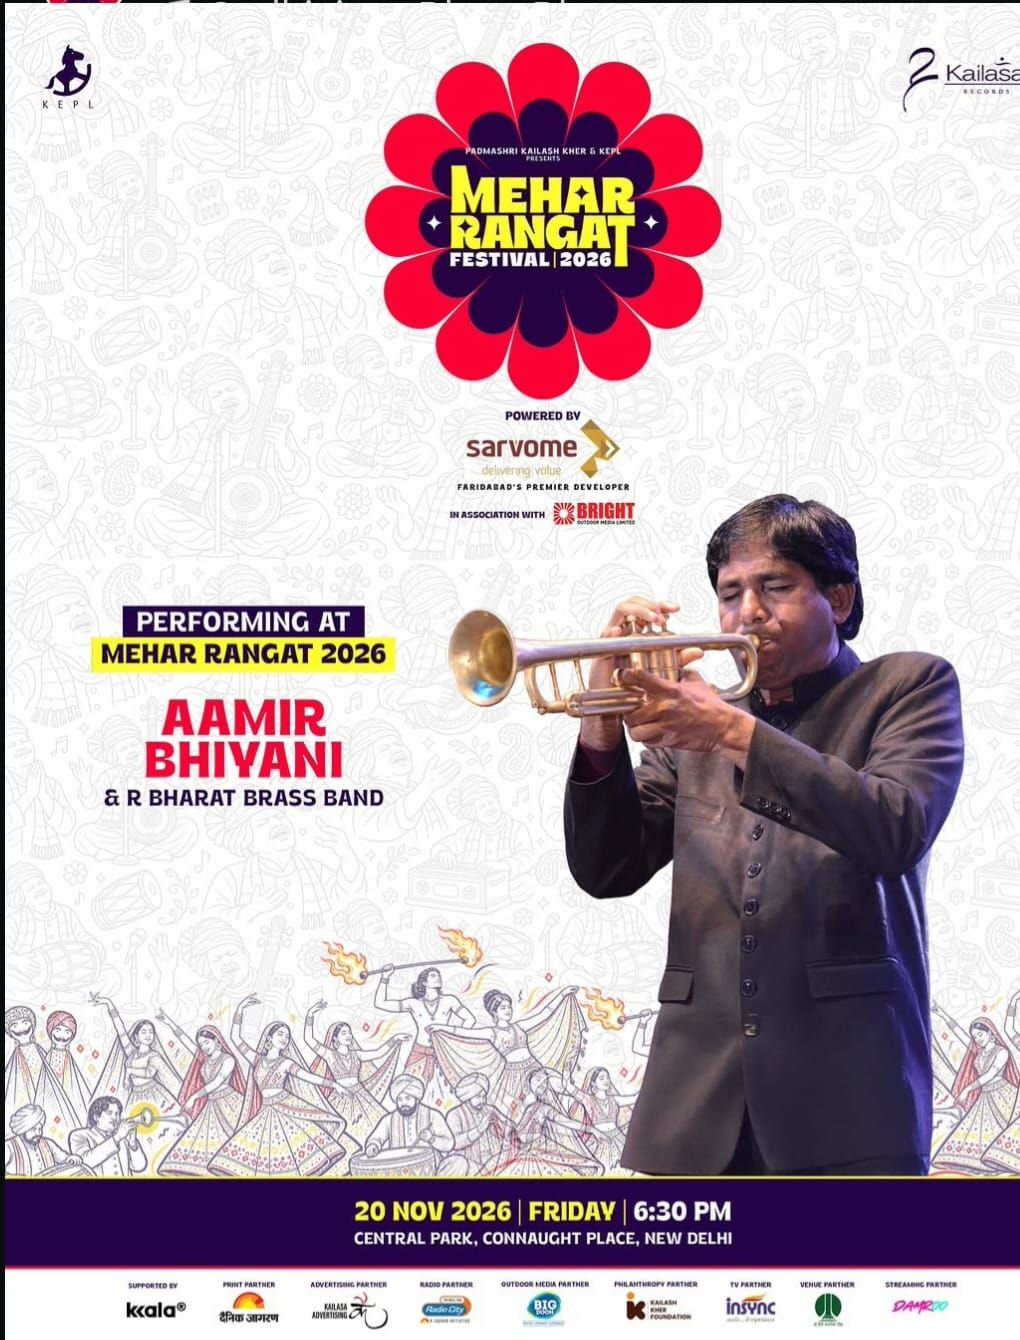 KEPL
Kailasa
RECORDS
PADMASHRI KAILASH KHER & KEPL
PRESENTS
MEHAR
RANGAT
FESTIVAL | 2026
POWERED BY
sarvome
delivering value
FARIDABAD'S PREMIER DEVELOPER
IN ASSOCIATION WITH BRIGHT
OUTDOOR MEDIA LIMITED
PERFORMING AT
MEHAR RANGAT 2026
AAMIR
BHIYANI
& R BHARAT BRASS BAND
20 NOV 2026 | FRIDAY | 6:30 PM
CENTRAL PARK, CONNAUGHT PLACE, NEW DELHI
SUPPORTED BY
kkala®
PRINT PARTNER
दैनिक जागरण
ADVERTISING PARTNER
KAILASA
ADVERTISING
RADIO PARTNER
Radio City
OUTDOOR MEDIA PARTNER
BIG
DOOH
PHILANTHROPY PARTNER
KAILASH
KHER
FOUNDATION
TV PARTNER
insync
VENUE PARTNER
STREAMING PARTNER
DAMROO